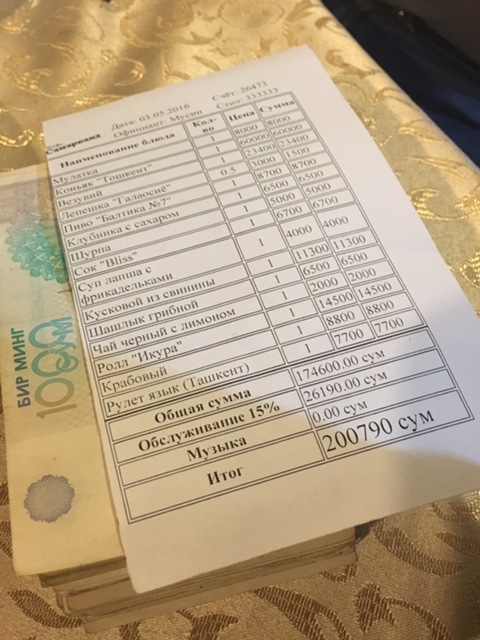 Самарканд
Дата: 03.05.2016 Счёт: 26473
Официант: Мусин Стол: 333333
Наименование блюда Кол-во Цена Сумма
Мулатка 1 8000 8000
Коньяк "Тошкент" 1 60000 60000
Везувий 1 23400 23400
Лепешка "Галаосиё" 0.5 3000 1500
Пиво "Балтика №7" 1 8700 8700
Клубника с сахаром 1 6500 6500
Шурпа 1 5000 5000
Сок "Bliss" 1 6700 6700
Суп лапша с фрикадельками 1 4000 4000
Кусковой из свинины 1 11300 11300
Шашлык грибной 1 6500 6500
Чай черный с лимоном 1 2000 2000
Ролл "Икура" 1 14500 14500
Крабовый 1 8800 8800
Рулет язык (Ташкент) 1 7700 7700
Общая сумма 174600.00 сум
Обслуживание 15% 26190.00 сум
Музыка 0.00 сум
Итог 200790 сум
БИР МИНГ
1000
СУМ